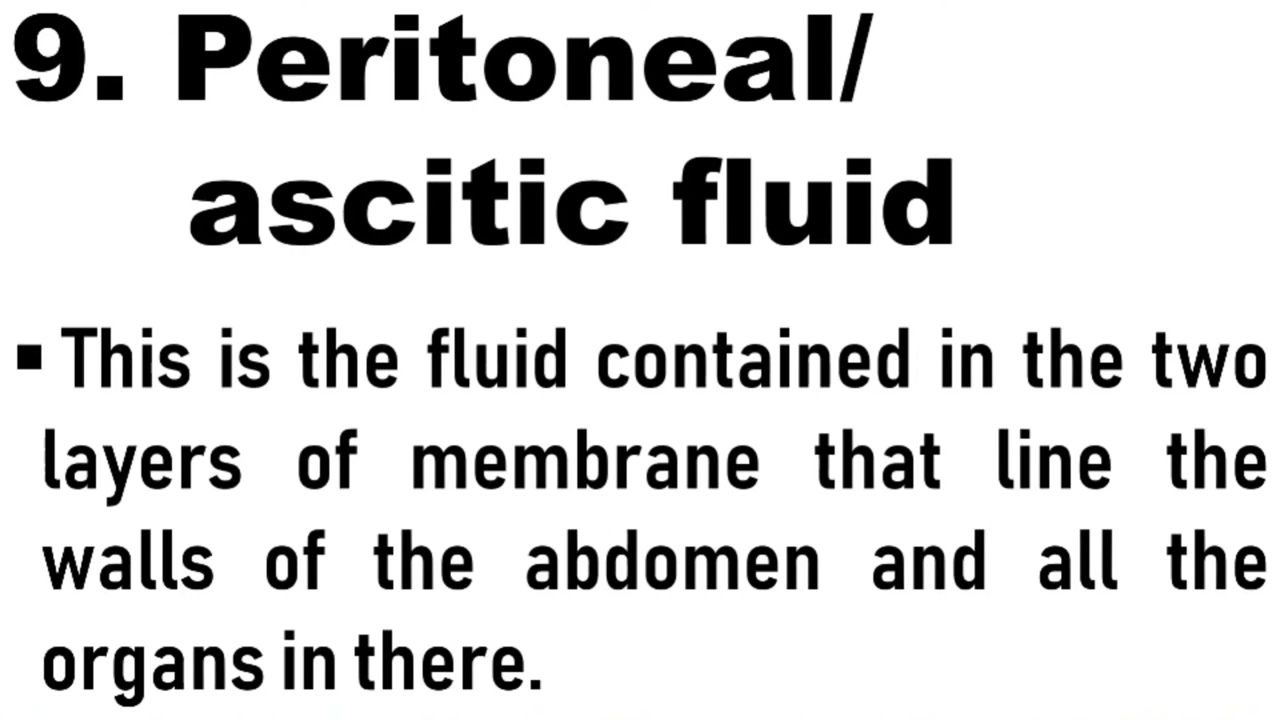 9. Peritoneal/
ascitic fluid
▪ This is the fluid contained in the two
layers of membrane that line the
walls of the abdomen and all the
organs in there.